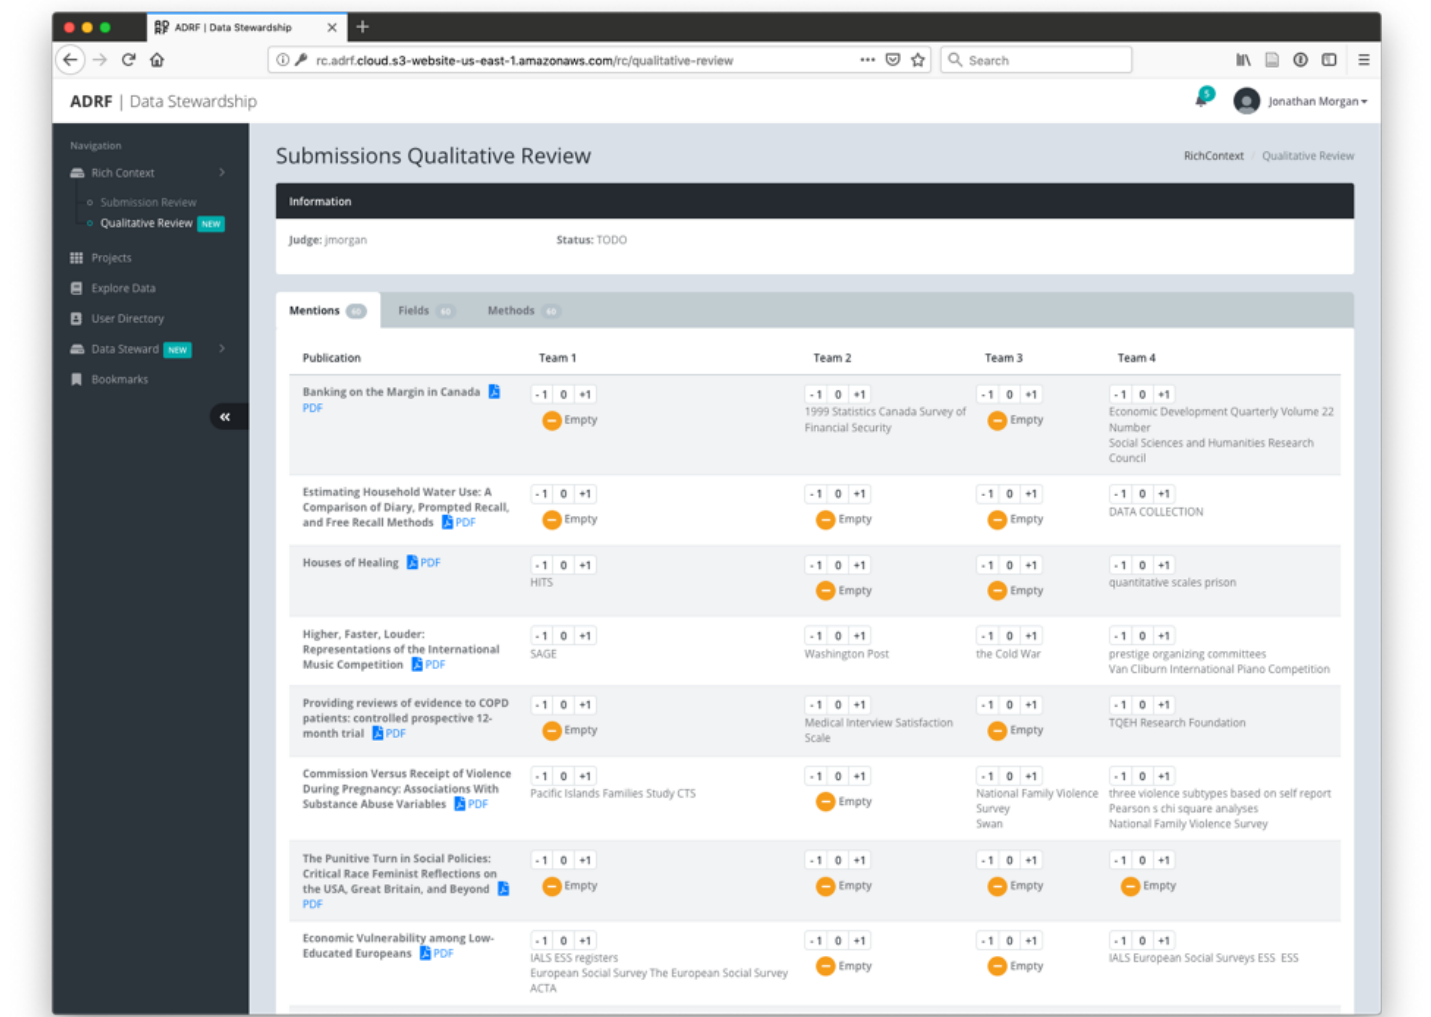 ADRF | Data Stewardship
rc.adrf.cloud.s3-website-us-east-1.amazonaws.com/rc/qualitative-review
Search
ADRF | Data Stewardship
5
Jonathan Morgan
Navigation
Rich Context
Submission Review
Qualitative Review NEW
Projects
Explore Data
User Directory
Data Steward NEW
Bookmarks
Submissions Qualitative Review
RichContext / Qualitative Review
Information
Judge: jmorgan
Status: TODO
Mentions 60
Fields 60
Methods 60
Publication
Team 1
Team 2
Team 3
Team 4
Banking on the Margin in Canada
PDF
- 1 0 +1
Empty
- 1 0 +1
1999 Statistics Canada Survey of
Financial Security
- 1 0 +1
Empty
- 1 0 +1
Economic Development Quarterly Volume 22
Number
Social Sciences and Humanities Research
Council
Estimating Household Water Use: A
Comparison of Diary, Prompted Recall,
and Free Recall Methods PDF
- 1 0 +1
Empty
- 1 0 +1
Empty
- 1 0 +1
Empty
- 1 0 +1
DATA COLLECTION
Houses of Healing PDF
- 1 0 +1
HITS
- 1 0 +1
Empty
- 1 0 +1
Empty
- 1 0 +1
quantitative scales prison
Higher, Faster, Louder:
Representations of the International
Music Competition PDF
- 1 0 +1
SAGE
- 1 0 +1
Washington Post
- 1 0 +1
the Cold War
- 1 0 +1
prestige organizing committees
Van Cliburn International Piano Competition
Providing reviews of evidence to COPD
patients: controlled prospective 12-
month trial PDF
- 1 0 +1
Empty
- 1 0 +1
Medical Interview Satisfaction
Scale
- 1 0 +1
Empty
- 1 0 +1
TQEH Research Foundation
Commission Versus Receipt of Violence
During Pregnancy: Associations With
Substance Abuse Variables PDF
- 1 0 +1
Pacific Islands Families Study CTS
- 1 0 +1
Empty
- 1 0 +1
National Family Violence
Survey
Swan
- 1 0 +1
three violence subtypes based on self report
Pearson s chi square analyses
National Family Violence Survey
The Punitive Turn in Social Policies:
Critical Race Feminist Reflections on
the USA, Great Britain, and Beyond
PDF
- 1 0 +1
Empty
- 1 0 +1
Empty
- 1 0 +1
Empty
- 1 0 +1
Empty
Economic Vulnerability among Low-
Educated Europeans PDF
- 1 0 +1
IALS ESS registers
European Social Survey The European Social Survey
ACTA
- 1 0 +1
Empty
- 1 0 +1
Empty
- 1 0 +1
IALS European Social Surveys ESS ESS